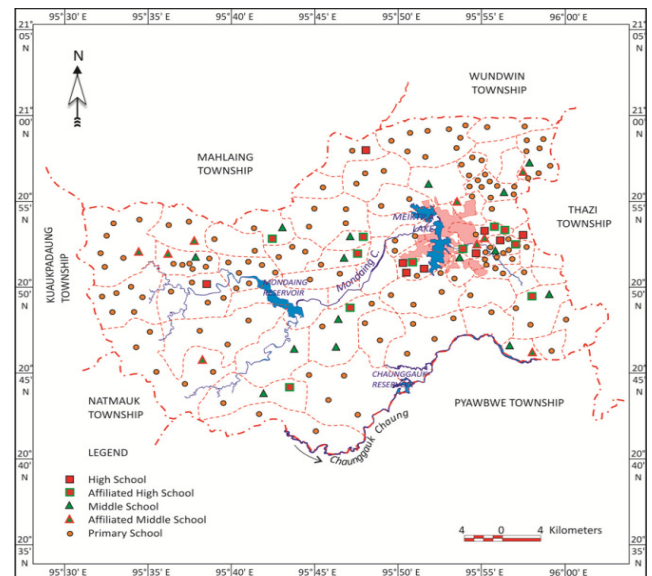 95° 30' E 95° 35' 95° 40' 95° 45' 95° 50' 95° 55' 96° 00' E
21° 05' N
21° 05' N
N
WUNDWIN TOWNSHIP
21° 00' N
21° 00' N
MAHLAING TOWNSHIP
20° 55' N
20° 55' N
THAZI TOWNSHIP
MEIKTILA LAKE
KUAUKPADAUNG TOWNSHIP
Mondaing C.
MONDAING RESERVOIR
20° 50' N
20° 50' N
20° 45' N
20° 45' N
CHAUNGGAUK RESERVOIR
NATMAUK TOWNSHIP
PYAWBWE TOWNSHIP
Chaunggauk Chaung
20° 40' N
20° 40' N
LEGEND
High School
Affiliated High School
Middle School
Affiliated Middle School
Primary School
4 0 4 Kilometers
20° 35' N
20° 35' N
95° 30' E 95° 35' 95° 40' 95° 45' 95° 50' 95° 55' 96° 00' E